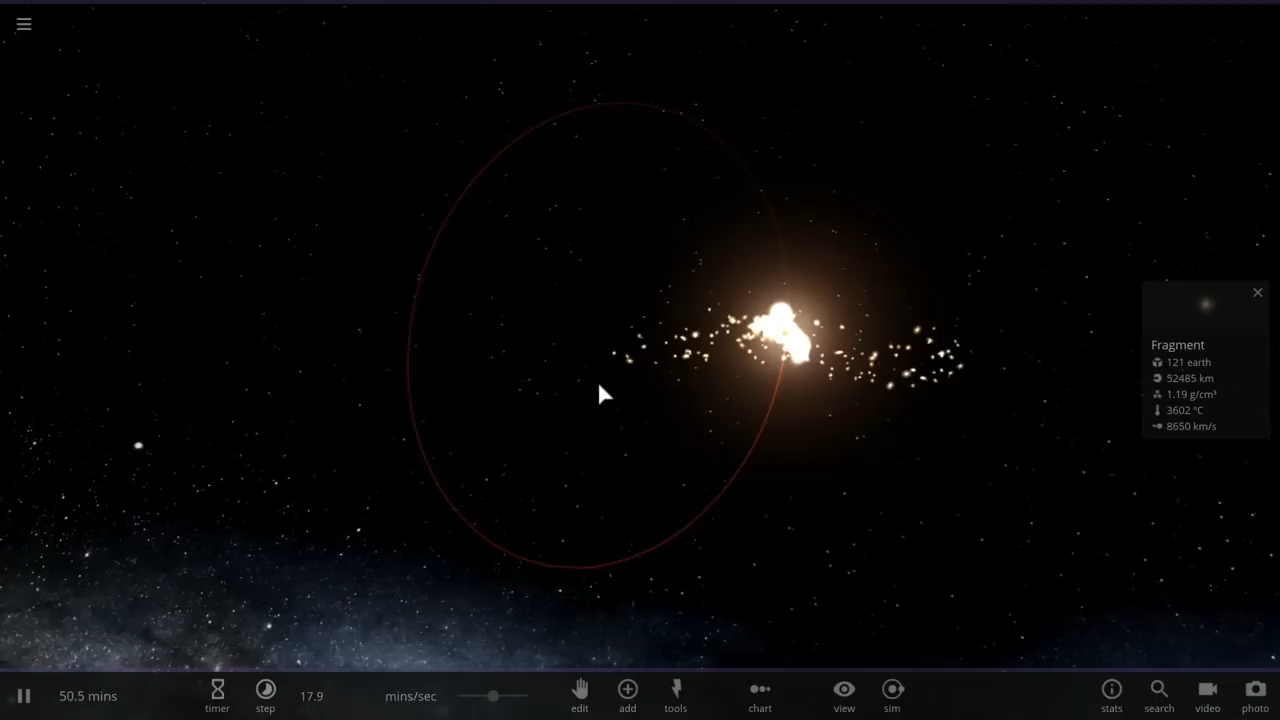 Fragment
121 earth
52485 km
1.19 g/cm³
3602 °C
8650 km/s
50.5 mins
timer
step
17.9
mins/sec
edit
add
tools
chart
view
sim
stats
search
video
photo